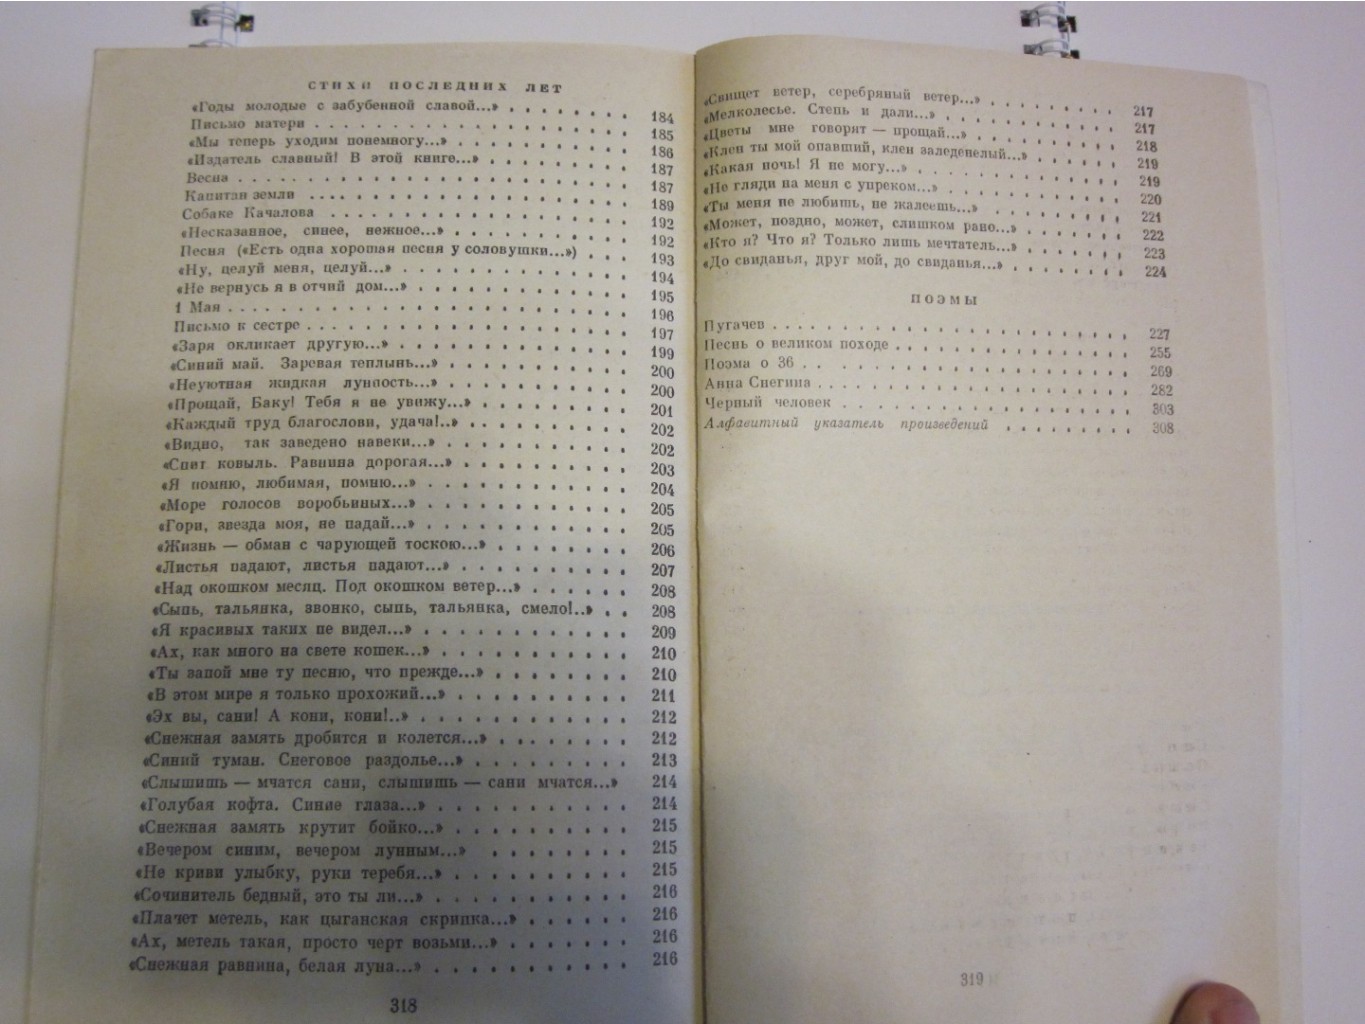 СТИХИ ПОСЛЕДНИХ ЛЕТ
«Годы молодые с забубенной славой...» . . . . . . . 184
Письмо матери . . . . . . . . . . . . . . 185
«Мы теперь уходим понемногу...» . . . . . . . . . 186
«Издатель славный! В этой книге...» . . . . . . . . 187
Весна . . . . . . . . . . . . . . . . . 187
Капитан земли . . . . . . . . . . . . . . 189
Собаке Качалова . . . . . . . . . . . . . 192
«Несказанное, синее, нежное...» . . . . . . . . . 192
Песня («Есть одна хорошая песня у соловушки...») . . . 193
«Ну, целуй меня, целуй...» . . . . . . . . . . . 194
«Не вернусь я в отчий дом...» . . . . . . . . . . 195
1 Мая . . . . . . . . . . . . . . . . . 196
Письмо к сестре . . . . . . . . . . . . . . 197
«Заря окликает другую...» . . . . . . . . . . . 199
«Синий май. Заревая теплынь...» . . . . . . . . . 200
«Неуютная жидкая лунность...» . . . . . . . . . 200
«Прощай, Баку! Тебя я не увижу...» . . . . . . . . 201
«Каждый труд благослови, удача!..» . . . . . . . . 202
«Видно, так заведено навеки...» . . . . . . . . . 202
«Спит ковыль. Равнина дорогая...» . . . . . . . . 203
«Я помню, любимая, помню...» . . . . . . . . . . 204
«Море голосов воробьиных...» . . . . . . . . . . 205
«Гори, звезда моя, не падай...» . . . . . . . . . . 205
«Жизнь — обман с чарующей тоскою...» . . . . . . . 206
«Листья падают, листья падают...» . . . . . . . . . 207
«Над окошком месяц. Под окошком ветер...» . . . . . 208
«Сыпь, тальянка, звонко, сыпь, тальянка, смело!..» . . 208
«Я красивых таких не видел...» . . . . . . . . . . 209
«Ах, как много на свете кошек...» . . . . . . . . . 210
«Ты запой мне ту песню, что прежде...» . . . . . . . 210
«В этом мире я только прохожий...» . . . . . . . . 211
«Эх вы, сани! А кони, кони!..» . . . . . . . . . . 212
«Снежная замять дробится и колется...» . . . . . . . 212
«Синий туман. Снеговое раздолье...» . . . . . . . . 213
«Слышишь — мчатся сани, слышишь — сани мчатся...» 214
«Голубая кофта. Синие глаза...» . . . . . . . . . . 214
«Снежная замять крутит бойко...» . . . . . . . . . 215
«Вечером синим, вечером лунным...» . . . . . . . . 215
«Не криви улыбку, руки теребя...» . . . . . . . . . 215
«Сочинитель бедный, это ты ли...» . . . . . . . . . 216
«Плачет метель, как цыганская скрипка...» . . . . . . 216
«Ах, метель такая, просто черт возьми...» . . . . . . . 216
«Снежная равнина, белая луна...» . . . . . . . . . . 216
318
«Свищет ветер, серебряный ветер...» . . . . . . . 217
«Мелколесье. Степь и дали...» . . . . . . . . . 217
«Цветы мне говорят — прощай...» . . . . . . . . 218
«Клен ты мой опавший, клен заледенелый...» . . . . . 219
«Какая ночь! Я не могу...» . . . . . . . . . . 219
«Не гляди на меня с упреком...» . . . . . . . . . 220
«Ты меня не любишь, не жалеешь...» . . . . . . . 221
«Может, поздно, может, слишком рано...» . . . . . . 222
«Кто я? Что я? Только лишь мечтатель...» . . . . . . 223
«До свиданья, друг мой, до свиданья...» . . . . . . . 224
ПОЭМЫ
Пугачев . . . . . . . . . . . . . . . . 227
Песнь о великом походе . . . . . . . . . . . 255
Поэма о 36 . . . . . . . . . . . . . . . 269
Анна Снегина . . . . . . . . . . . . . . 282
Черный человек . . . . . . . . . . . . . 303
Алфавитный указатель произведений . . . . . . . 308
319